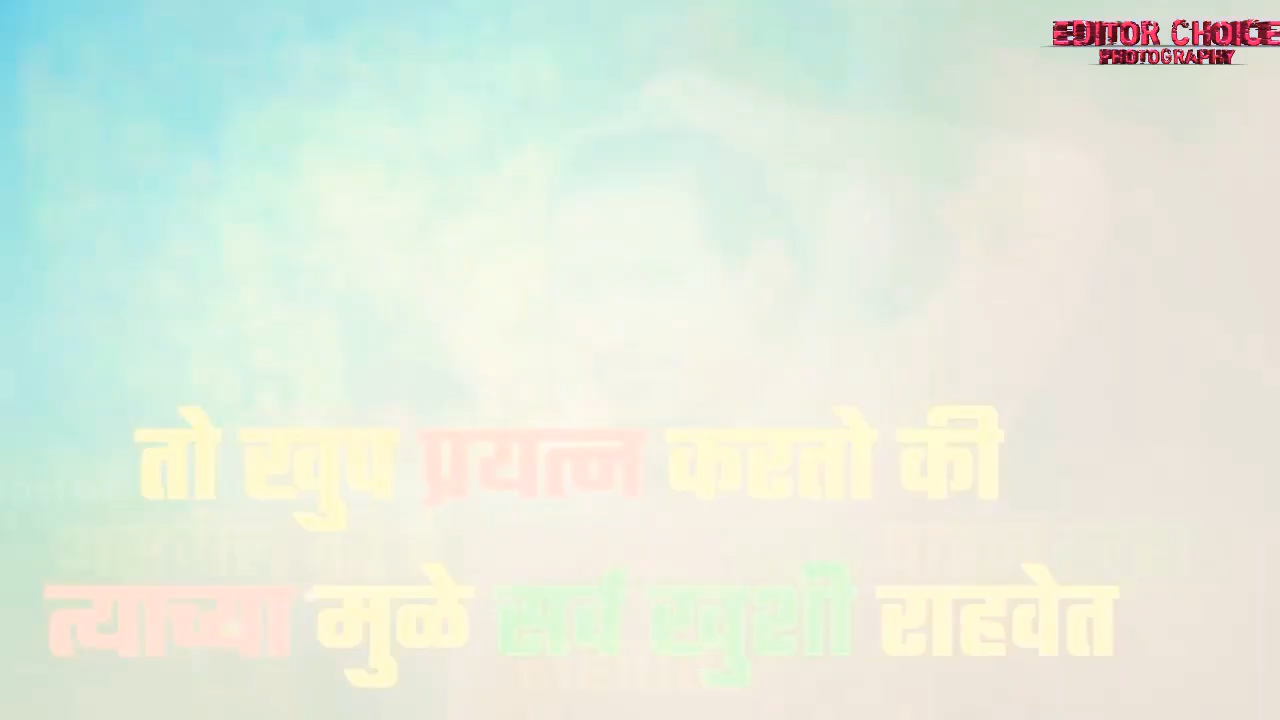 EDITOR CHOICE
PHOTOGRAPHY
तो खुप प्रयत्न करतो की
त्याच्या मुळे सर्व खुशी राहवेत